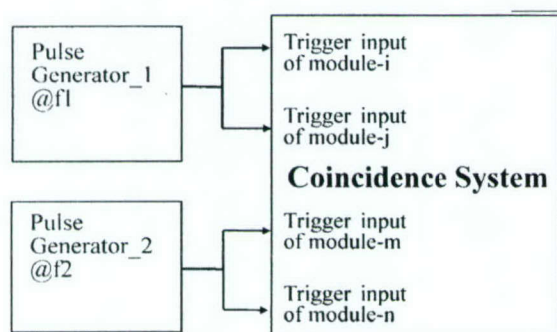 Pulse
Generator_1
@f1
Trigger input
of module-i
Trigger input
of module-j
Coincidence System
Pulse
Generator_2
@f2
Trigger input
of module-m
Trigger input
of module-n